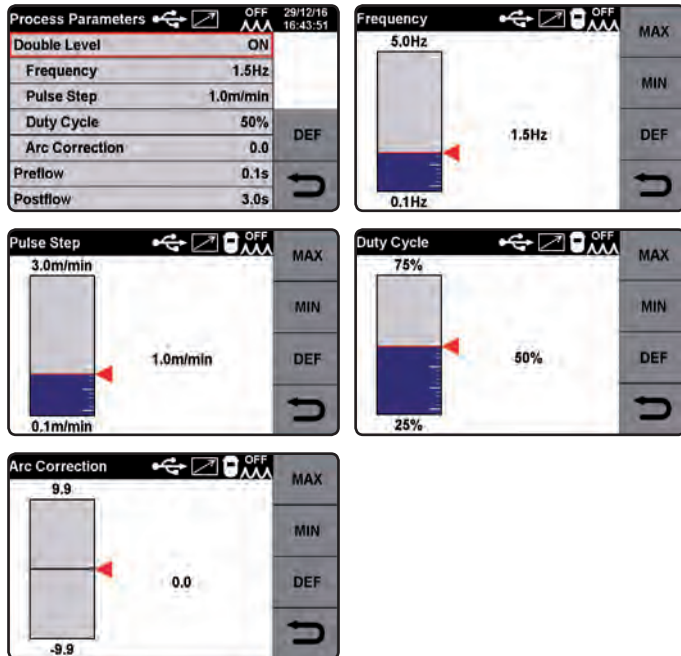 Process Parameters OFF 29/12/16
16:43:51
Double Level ON
Frequency 1.5Hz
Pulse Step 1.0m/min
Duty Cycle 50%
DEF
Arc Correction 0.0
Preflow 0.1s
Postflow 3.0s
Frequency OFF
MAX
5.0Hz
MIN
1.5Hz DEF
0.1Hz
Pulse Step OFF
MAX
3.0m/min
MIN
1.0m/min DEF
0.1m/min
Duty Cycle OFF
MAX
75%
MIN
50% DEF
25%
Arc Correction OFF
MAX
9.9
MIN
0.0 DEF
-9.9